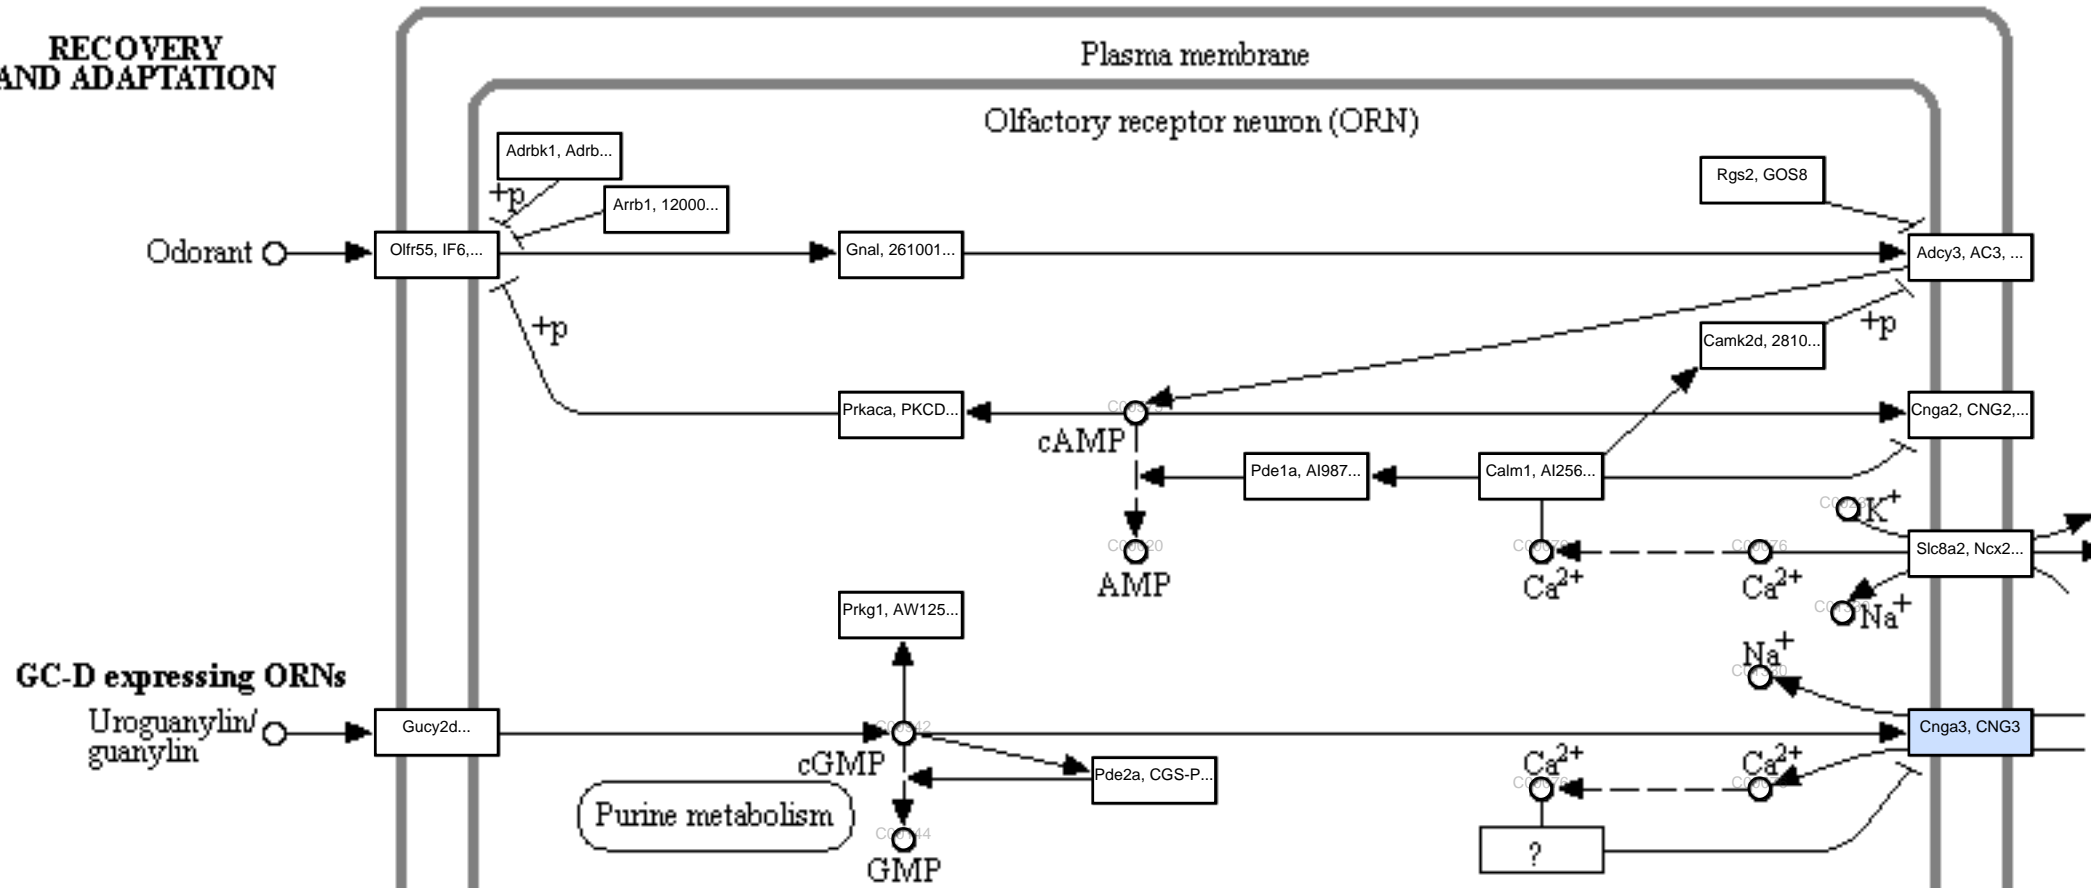 RECOVERY
AND ADAPTATION
Plasma membrane
Olfactory receptor neuron (ORN)
Adrbk1, Adrb...
+p
Arrb1, 12000...
Rgs2, GOS8
Odorant
Olfr55, IF6,...
Gnal, 261001...
Adcy3, AC3, ...
+p
Camk2d, 2810...
+p
Prkaca, PKCD...
cAMP
Cnga2, CNG2,...
Pde1a, AI987...
Calm1, AI256...
K+
C00020
AMP
Ca2+
C00076
Ca2+
Slc8a2, Ncx2...
Na+
Prkg1, AW125...
GC-D expressing ORNs
Na+
Uroguanylin/
guanylin
Gucy2d...
cGMP
Cnga3, CNG3
Pde2a, CGS-P...
Ca2+
Ca2+
Purine metabolism
C00144
GMP
?